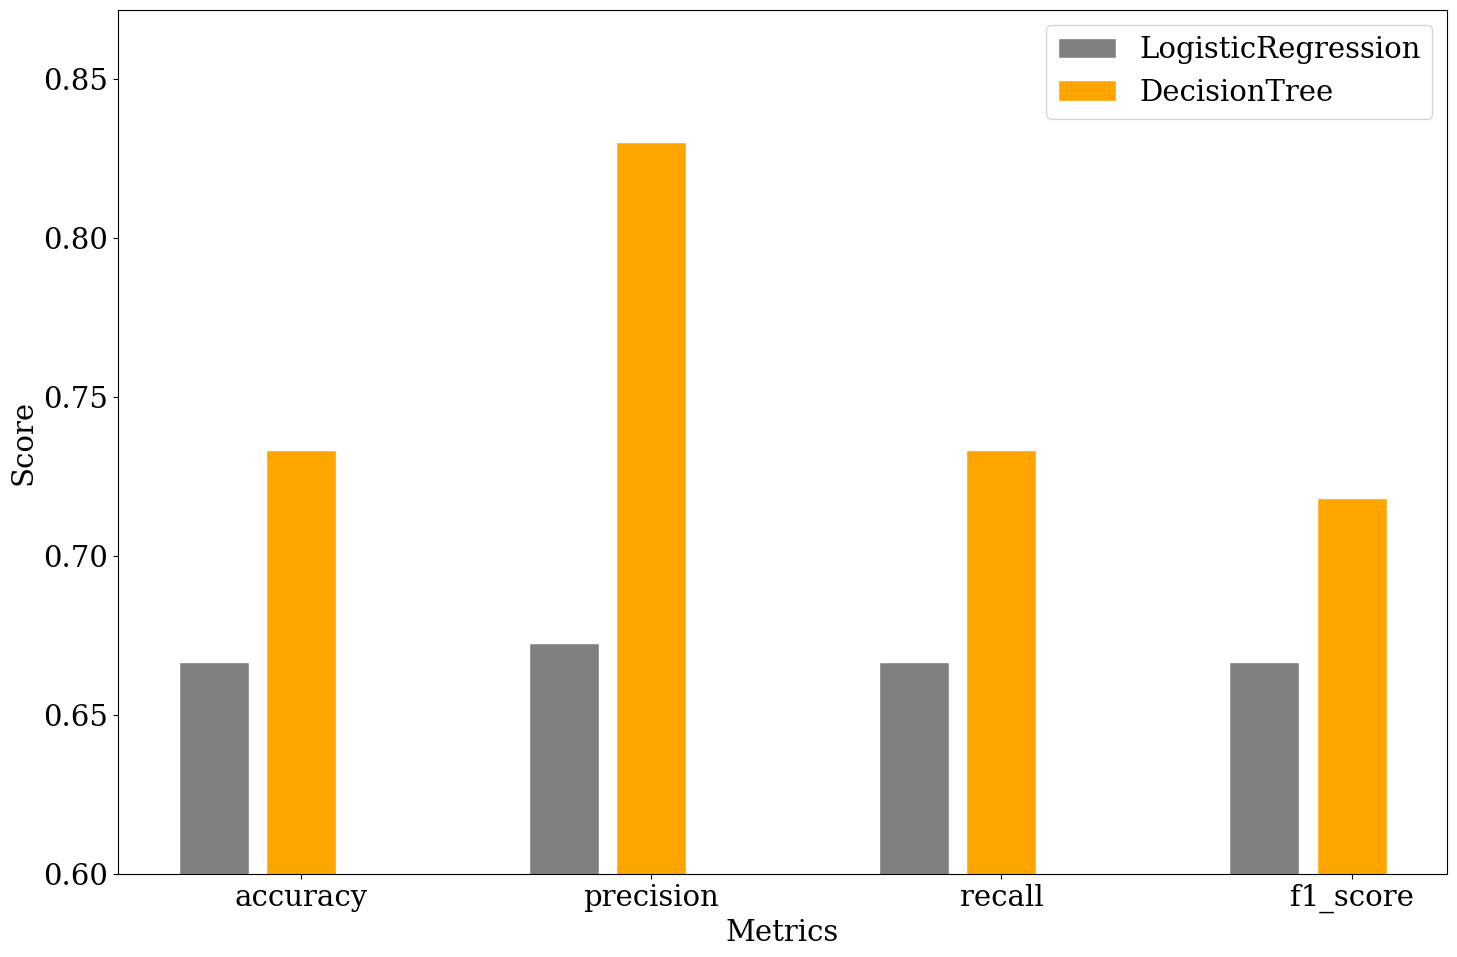 LogisticRegression
DecisionTree
0.85
0.80
0.75
0.70
0.65
0.60
Score
accuracy precision recall f1_score
Metrics